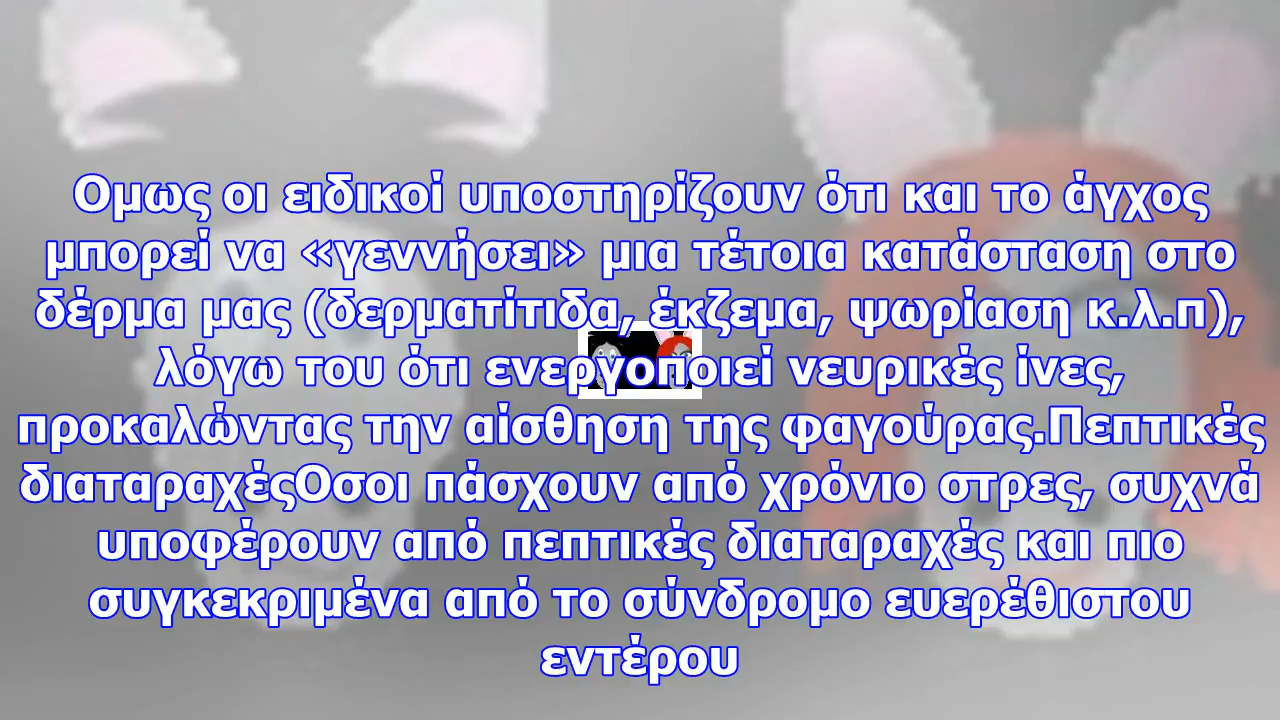 Ομως οι ειδικοί υποστηρίζουν ότι και το άγχος
μπορεί να «γεννήσει» μια τέτοια κατάσταση στο
δέρμα μας (δερματίτιδα, έκζεμα, ψωρίαση κ.λ.π),
λόγω του ότι ενεργοποιεί νευρικές ίνες,
προκαλώντας την αίσθηση της φαγούρας.Πεπτικές
διαταραχέςΟσοι πάσχουν από χρόνιο στρες, συχνά
υποφέρουν από πεπτικές διαταραχές και πιο
συγκεκριμένα από το σύνδρομο ευερέθιστου
εντέρου